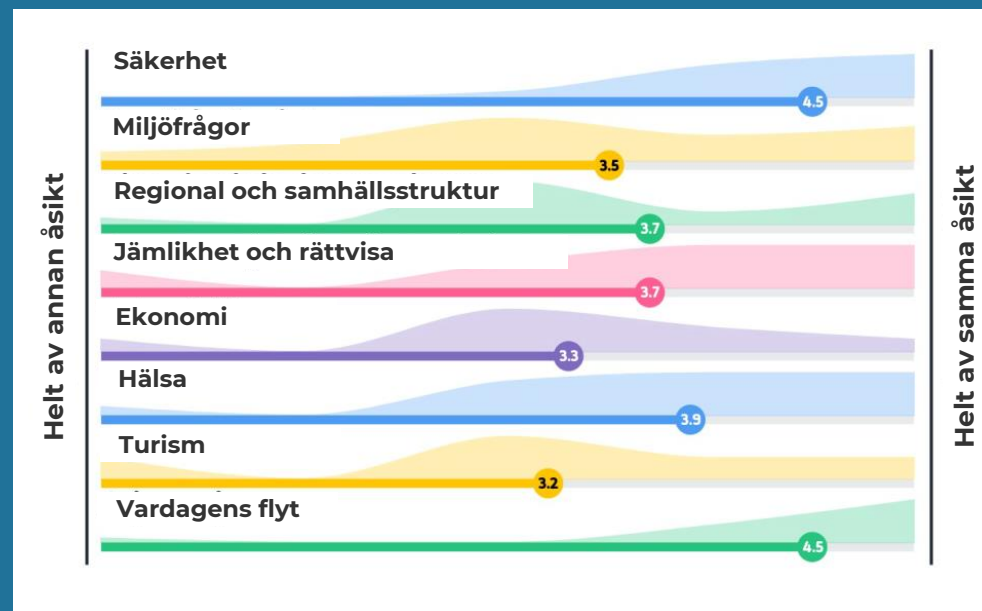 Helt av annan åsikt
Säkerhet
4.5
Miljöfrågor
3.5
Regional och samhällsstruktur
3.7
Jämlikhet och rättvisa
3.7
Ekonomi
3.3
Hälsa
3.9
Turism
3.2
Vardagens flyt
4.5
Helt av samma åsikt